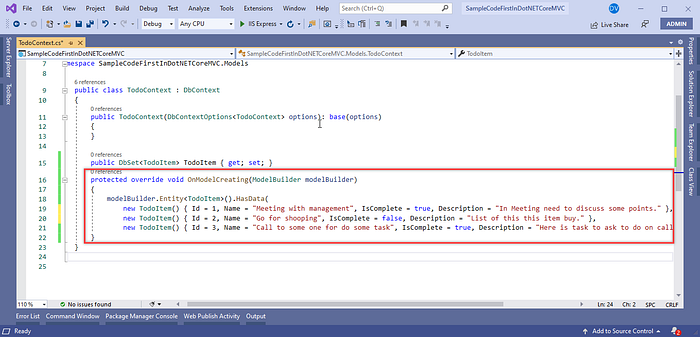 File Edit View Git Project Build Debug Test Analyze Tools Extensions Window Help Search (Ctrl+Q) SampleCodeFirstInDotNETCoreMVC DV
Debug Any CPU IIS Express Live Share ADMIN
TodoContext.cs*
SampleCodeFirstInDotNETCoreMVC SampleCodeFirstInDotNETCoreMVC.Models.TodoContext TodoItem
Server Explorer
Toolbox
Properties
Solution Explorer
Team Explorer
Class View
7 mespace SampleCodeFirstInDotNETCoreMVC.Models
8
6 references
9 public class TodoContext : DbContext
10 {
0 references
11 public TodoContext(DbContextOptions<TodoContext> options): base(options)
12 {
13 }
14
0 references
15 public DbSet<TodoItem> TodoItem { get; set; }
0 references
16 protected override void OnModelCreating(ModelBuilder modelBuilder)
17 {
18 modelBuilder.Entity<TodoItem>().HasData(
19 new TodoItem() { Id = 1, Name = "Meeting with management", IsComplete = true, Description = "In Meeting need to discuss some points." },
20 new TodoItem() { Id = 2, Name = "Go for shooping", IsComplete = false, Description = "List of this this item buy." },
21 new TodoItem() { Id = 3, Name = "Call to some one for do some task", IsComplete = true, Description = "Here is task to ask to do on call
22 }
23 }
24
25
110 % No issues found Ln: 24 Ch: 2 SPC CRLF
Error List Command Window Package Manager Console Web Publish Activity Output
Ready Add to Source Control 2